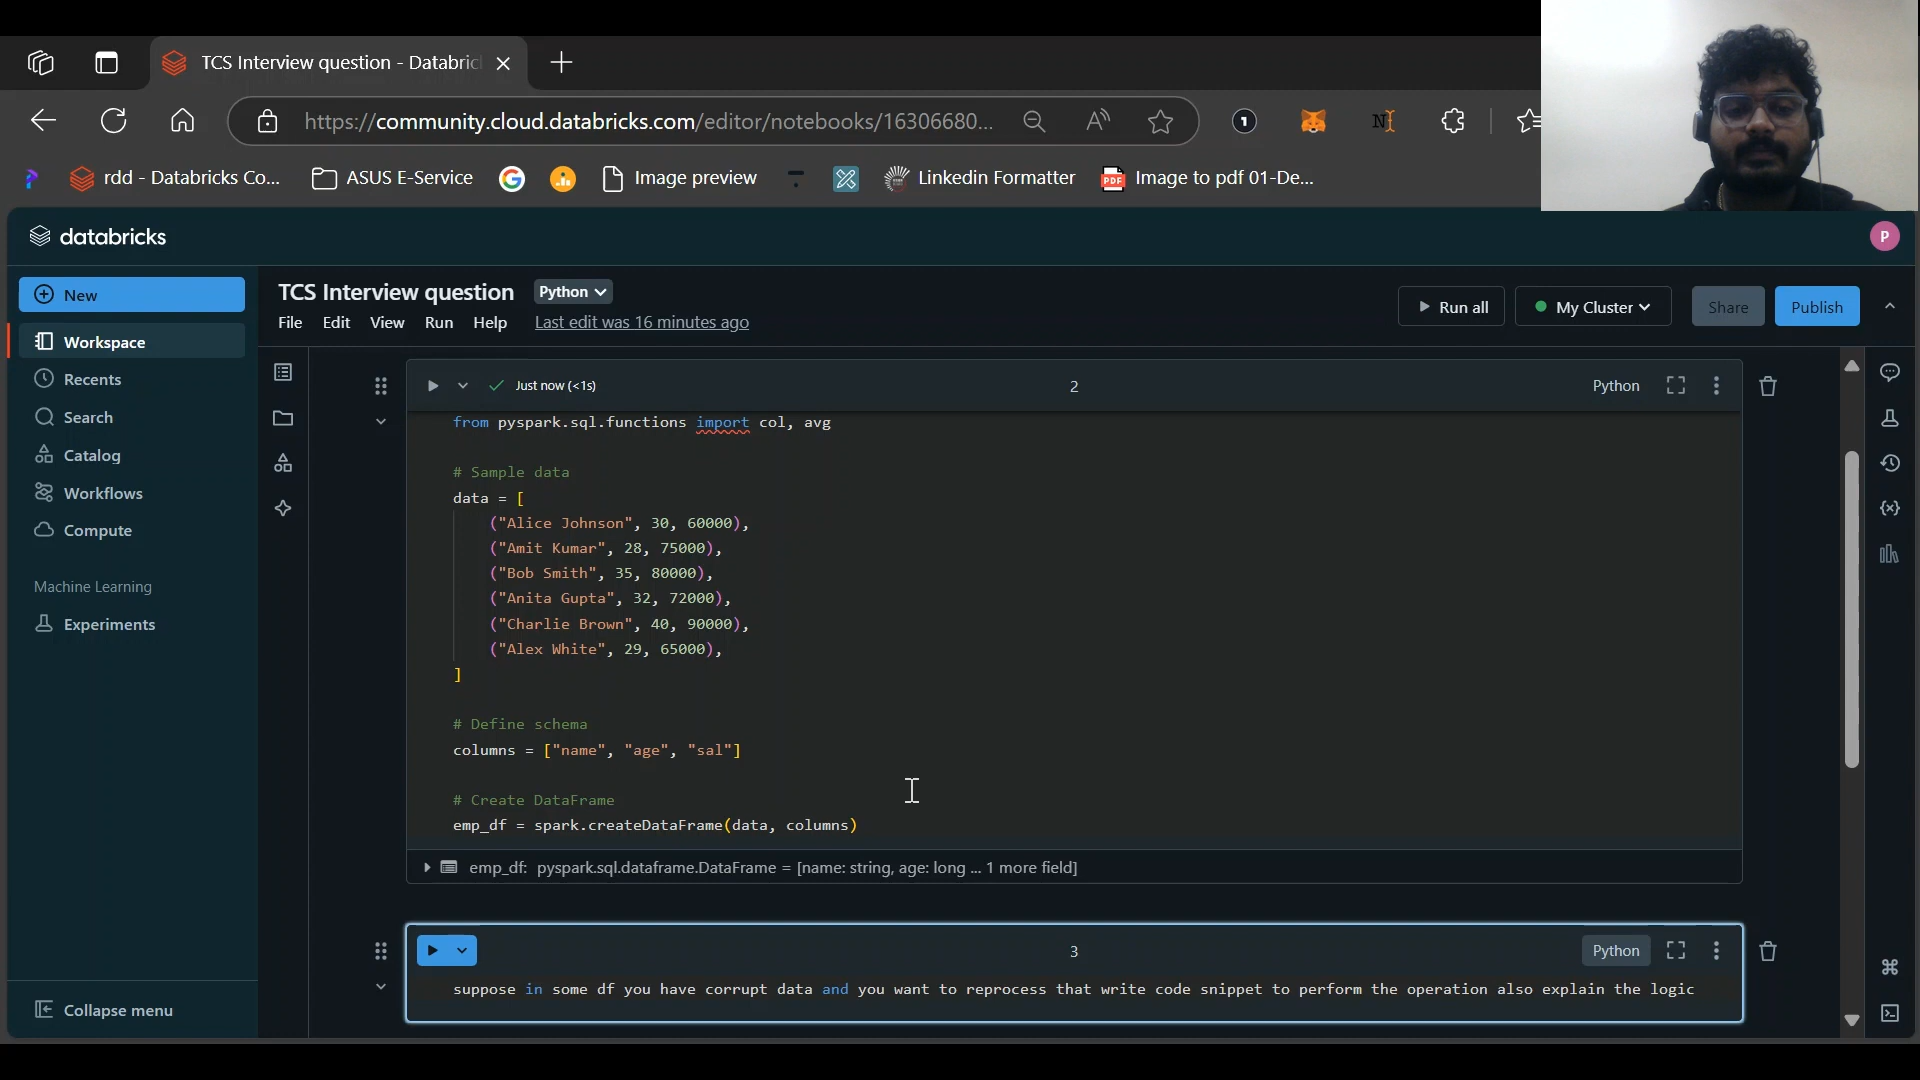 TCS Interview question - Databric
https://community.cloud.databricks.com/editor/notebooks/16306680...
rdd - Databricks Co...
ASUS E-Service
Image preview
Linkedin Formatter
PDF
Image to pdf 01-De...
databricks
P
New
Workspace
Recents
Search
Catalog
Workflows
Compute
Machine Learning
Experiments
Collapse menu
TCS Interview question
Python
File Edit View Run Help
Last edit was 16 minutes ago
Run all
My Cluster
Share
Publish
Just now (<1s)
2
Python
from pyspark.sql.functions import col, avg
# Sample data
data = [
("Alice Johnson", 30, 60000),
("Amit Kumar", 28, 75000),
("Bob Smith", 35, 80000),
("Anita Gupta", 32, 72000),
("Charlie Brown", 40, 90000),
("Alex White", 29, 65000),
]
# Define schema
columns = ["name", "age", "sal"]
# Create DataFrame
emp_df = spark.createDataFrame(data, columns)
emp_df: pyspark.sql.dataframe.DataFrame = [name: string, age: long ... 1 more field]
3
Python
suppose in some df you have corrupt data and you want to reprocess that write code snippet to perform the operation also explain the logic